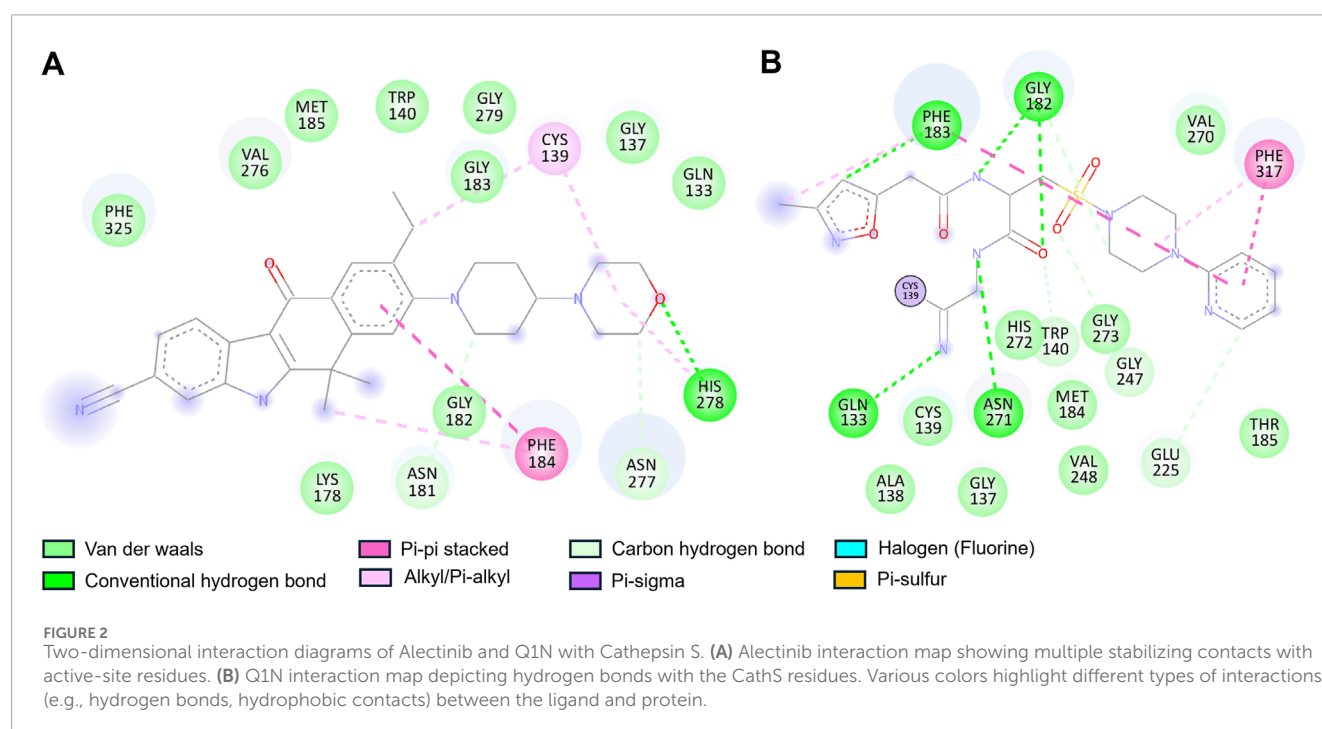 A
B
MET
185
TRP
140
GLY
279
VAL
276
GLY
183
CYS
139
GLY
137
GLN
133
PHE
325
O
N
N
O
N
N
HIS
278
GLY
182
PHE
184
ASN
277
LYS
178
ASN
181
PHE
183
GLY
182
VAL
270
PHE
317
N
O
O
S
O
N
N
O
N
O
O
N
N
CYS
139
N
HIS
272
TRP
140
GLY
273
GLY
247
GLN
133
CYS
139
ASN
271
MET
184
THR
185
ALA
138
GLY
137
VAL
248
GLU
225
Van der waals
Pi-pi stacked
Carbon hydrogen bond
Halogen (Fluorine)
Conventional hydrogen bond
Alkyl/Pi-alkyl
Pi-sigma
Pi-sulfur
FIGURE 2
Two-dimensional interaction diagrams of Alectinib and Q1N with Cathepsin S. (A) Alectinib interaction map showing multiple stabilizing contacts with
active-site residues. (B) Q1N interaction map depicting hydrogen bonds with the CathS residues. Various colors highlight different types of interactions
(e.g., hydrogen bonds, hydrophobic contacts) between the ligand and protein.